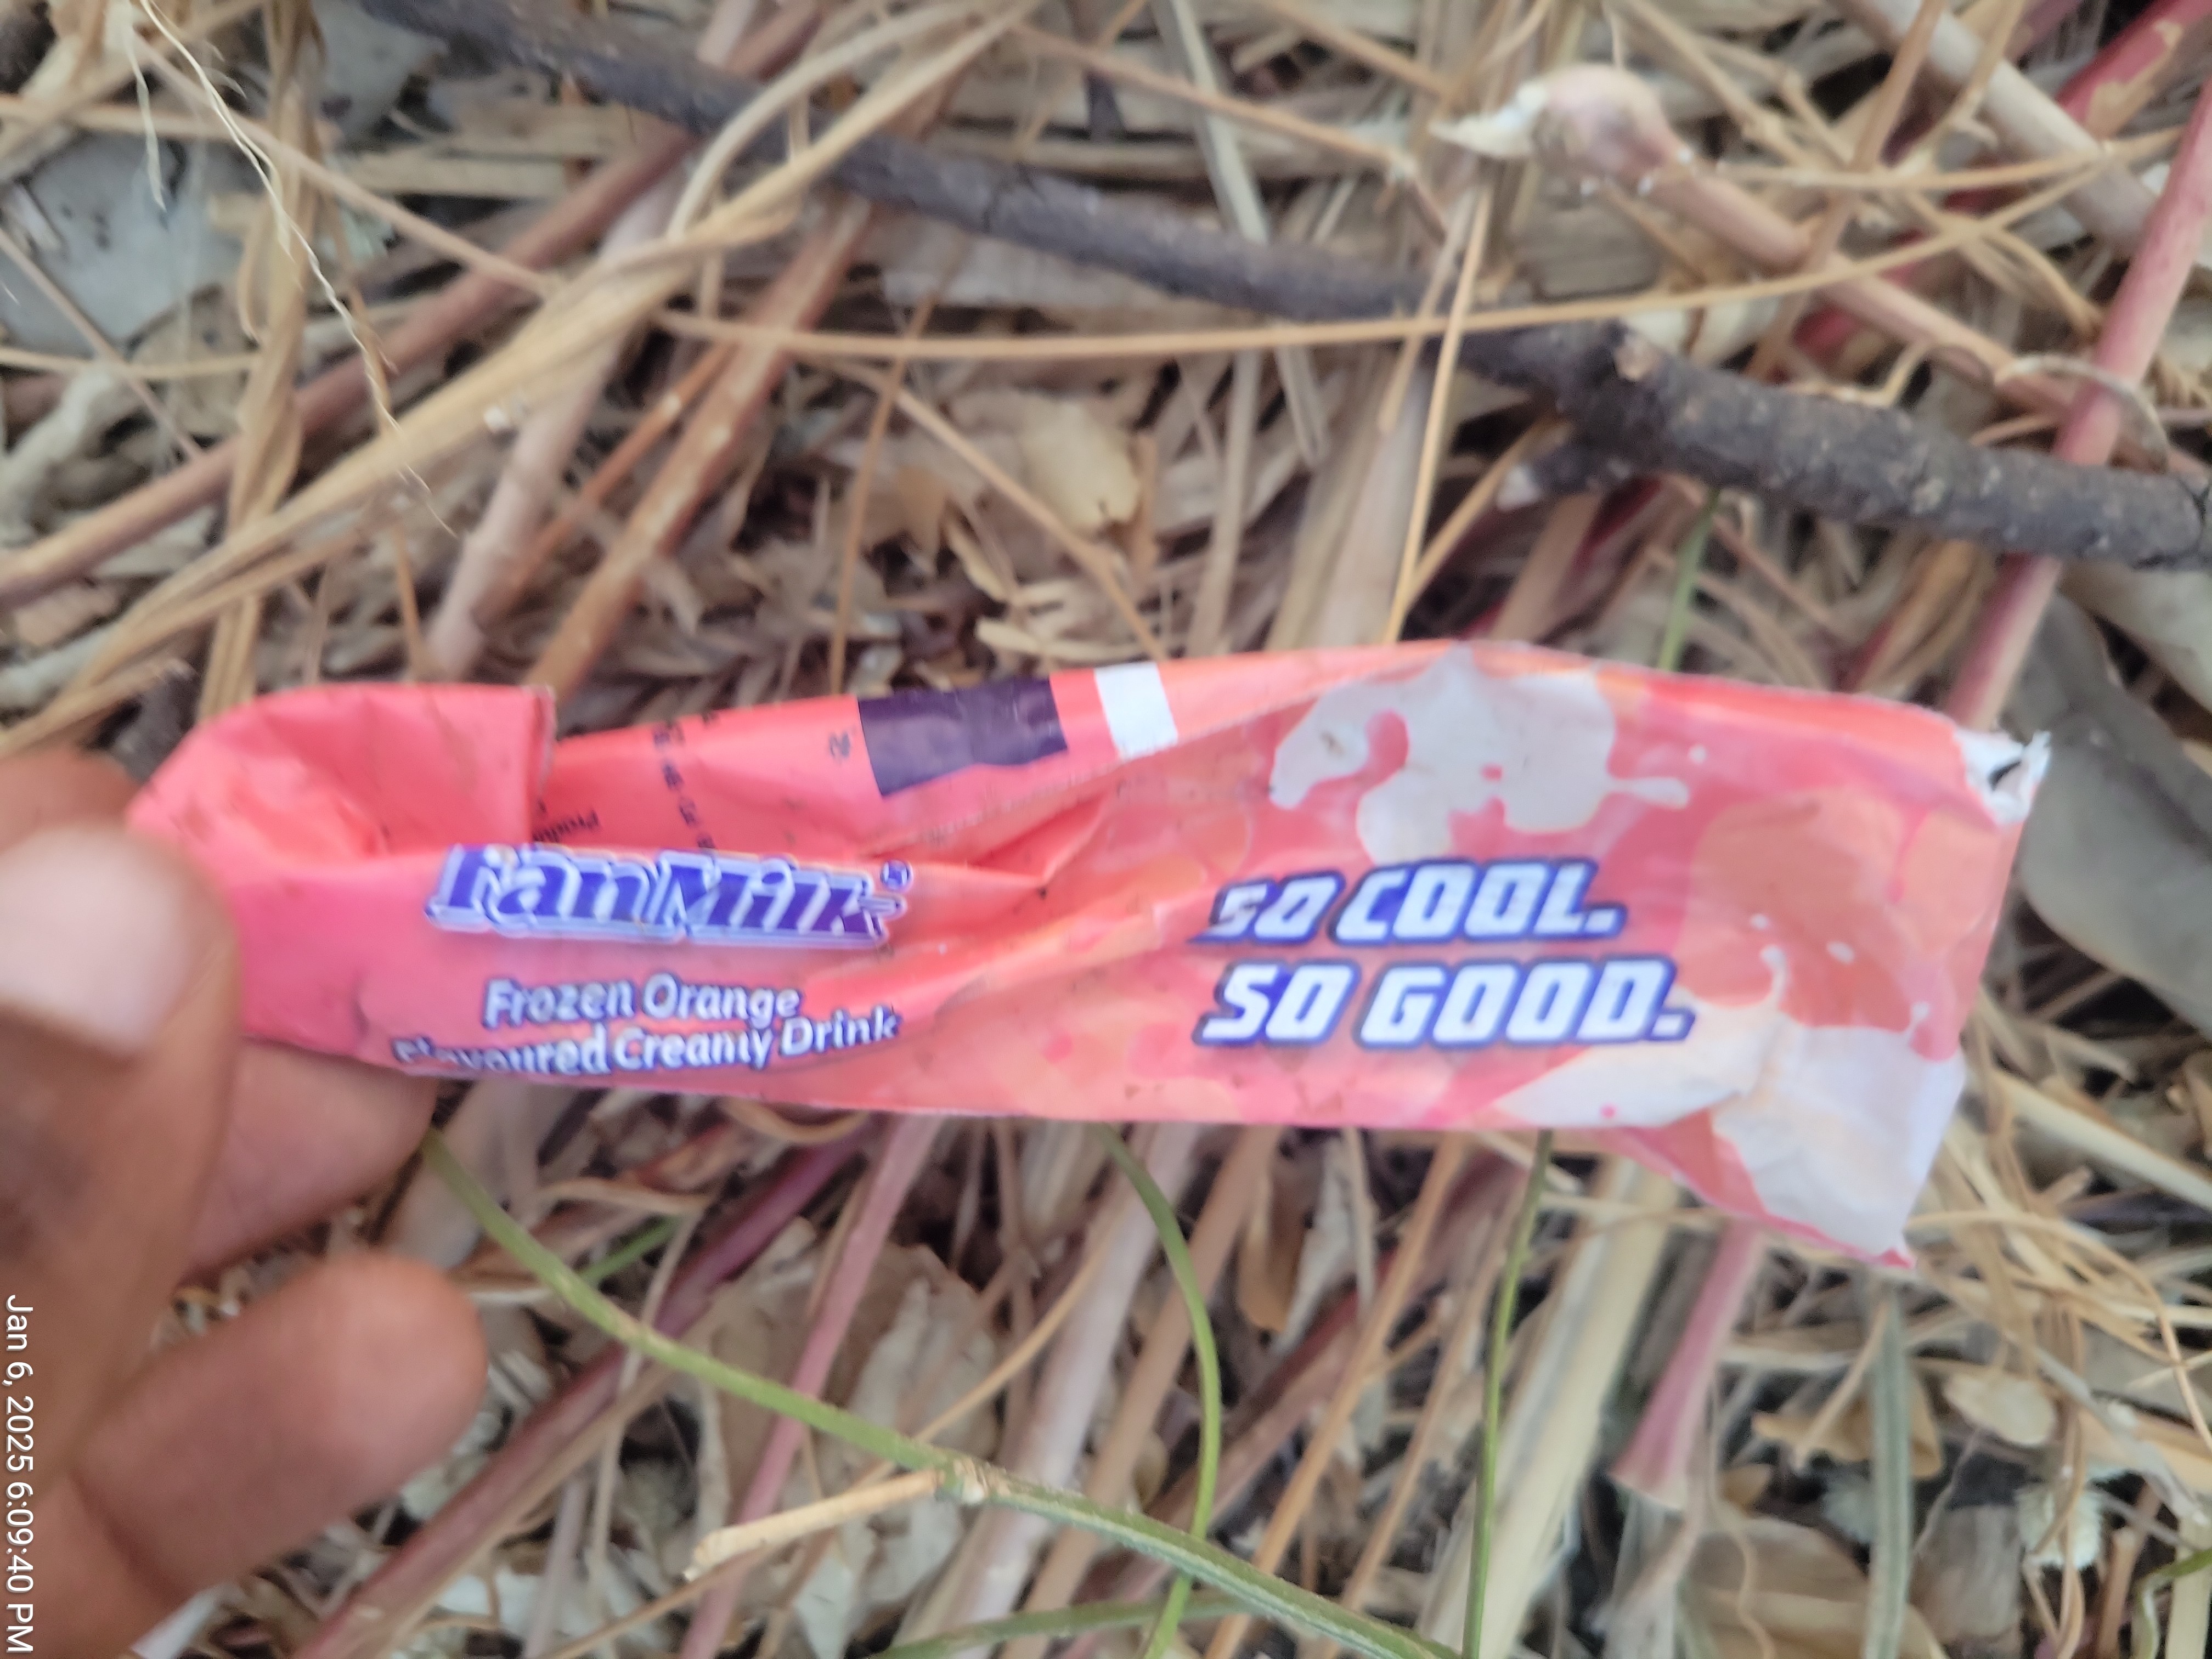 FanMilk
Frozen Orange
Flavoured Creamy Drink
SO COOL.
SO GOOD.
Jan 6, 2025 6:09:40 PM